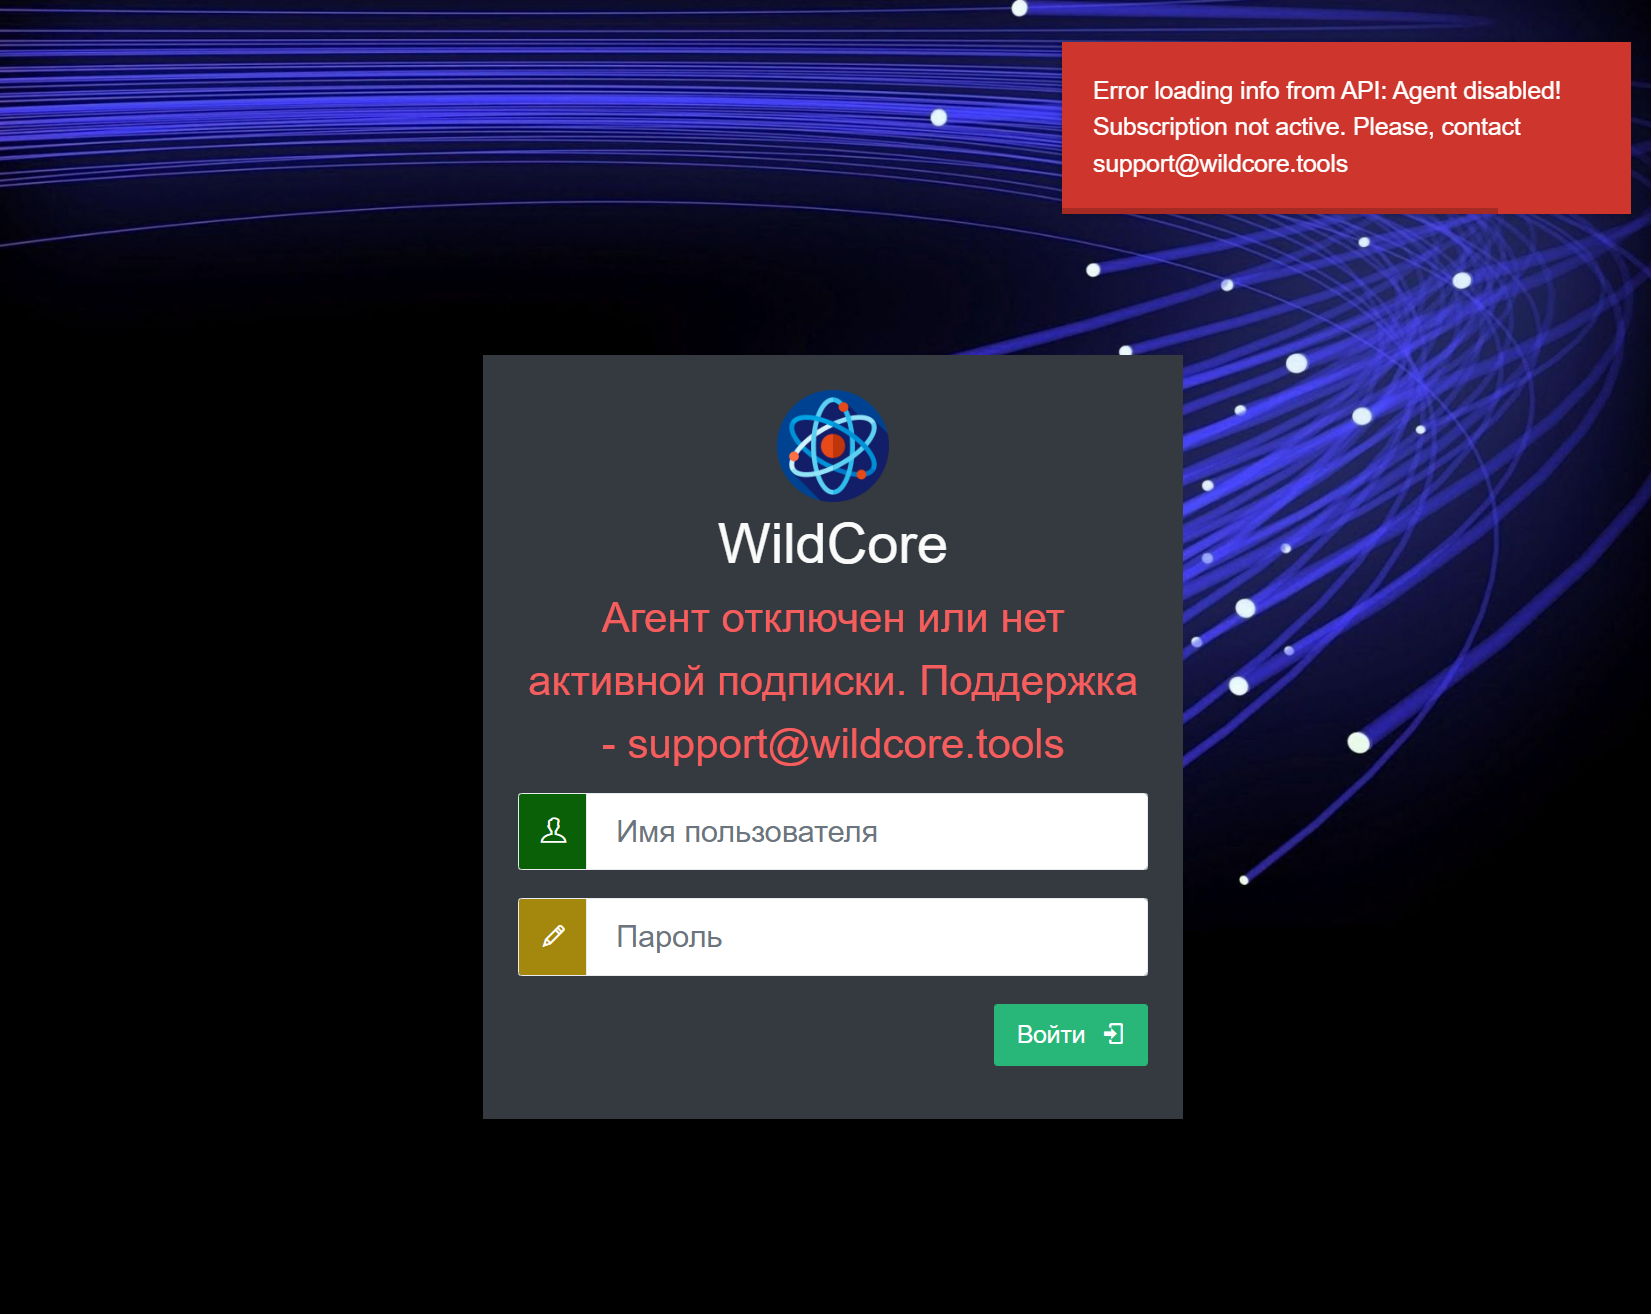 Error loading info from API: Agent disabled!
Subscription not active. Please, contact
support@wildcore.tools
WildCore
Агент отключен или нет
активной подписки. Поддержка
- support@wildcore.tools
Имя пользователя
Пароль
Войти